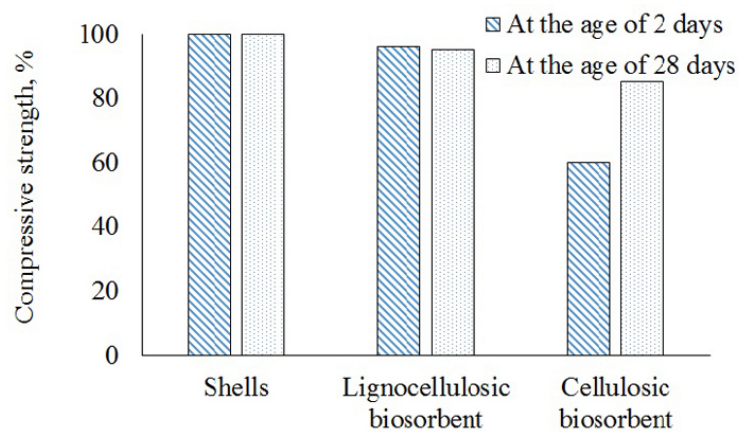 Compressive strength, %
100
80
60
40
20
0
At the age of 2 days
At the age of 28 days
Shells
Lignocellulosic
biosorbent
Cellulosic
biosorbent